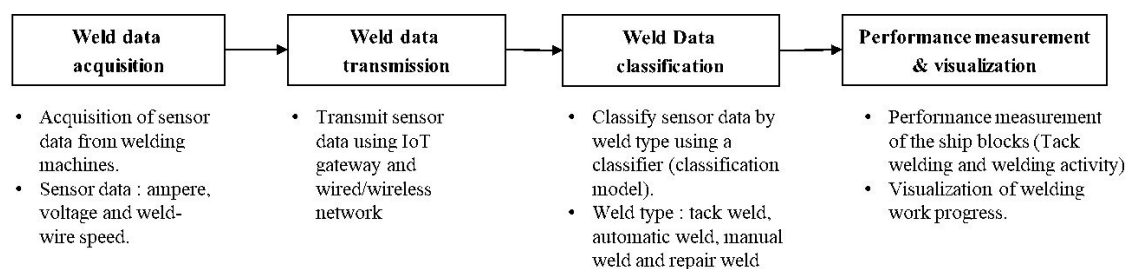 Weld data
acquisition
Weld data
transmission
Weld Data
classification
Performance measurement
& visualization
• Acquisition of sensor
data from welding
machines.
• Sensor data : ampere,
voltage and weld-
wire speed.
• Transmit sensor
data using IoT
gateway and
wired/wireless
network
• Classify sensor data by
weld type using a
classifier (classification
model).
• Weld type : tack weld,
automatic weld, manual
weld and repair weld
• Performance measurement
of the ship blocks (Tack
welding and welding activity)
• Visualization of welding
work progress.